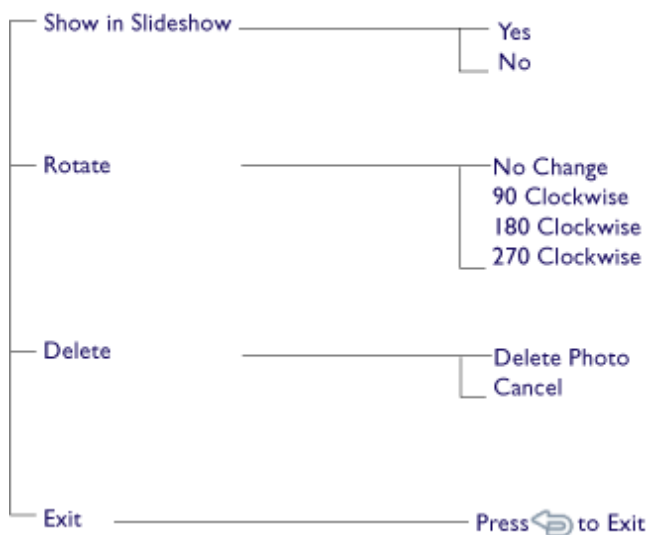 Show in Slideshow
Yes
No
Rotate
No Change
90 Clockwise
180 Clockwise
270 Clockwise
Delete
Delete Photo
Cancel
Exit
Press to Exit